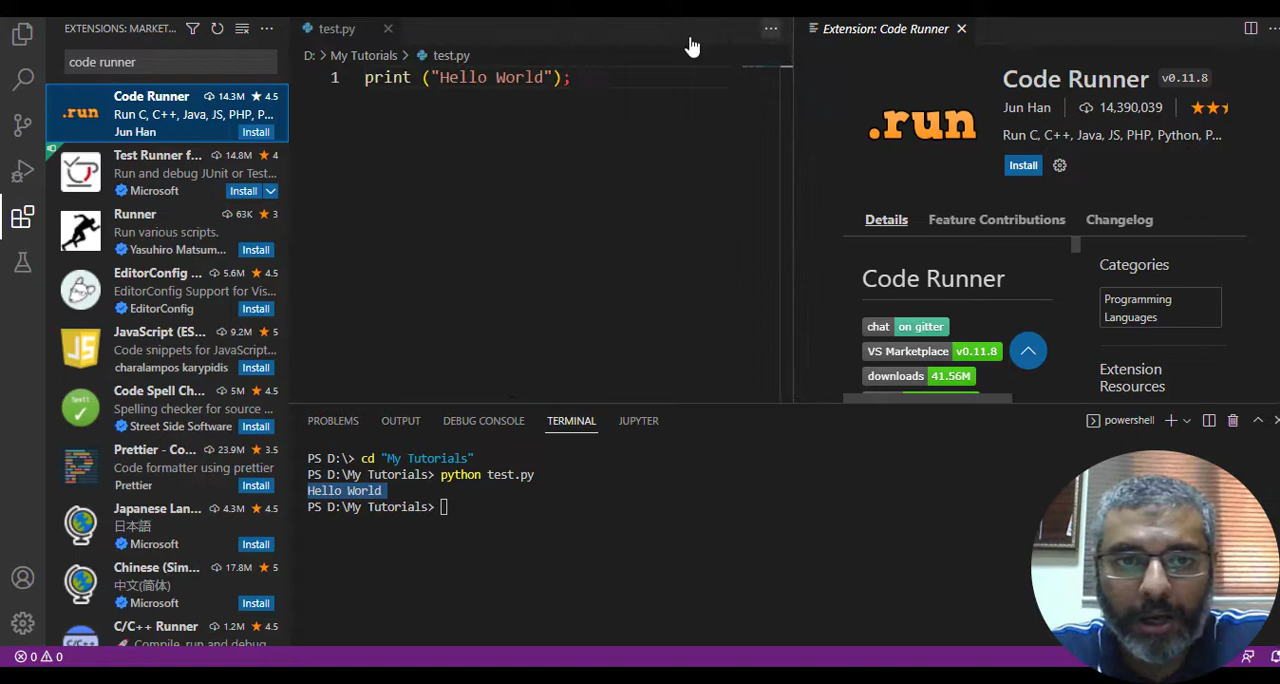 EXTENSIONS: MARKET...
code runner
Code Runner 14.3M ★ 4.5
Run C, C++, Java, JS, PHP, P...
Jun Han Install
.run
Test Runner f... 14.8M ★ 4
Run and debug JUnit or Test...
Microsoft Install
Runner 63K ★ 3
Run various scripts.
Yasuhiro Matsum... Install
EditorConfig ... 5.6M ★ 4.5
EditorConfig Support for Vis...
EditorConfig Install
JavaScript (ES... 9.2M ★ 5
Code snippets for JavaScript...
charalampos karypidis Install
Code Spell Ch... 5M ★ 4.5
Spelling checker for source ...
Street Side Software Install
Prettier - Co... 23.9M ★ 3.5
Code formatter using prettier
Prettier Install
Japanese Lan... 4.3M ★ 4.5
日本語
Microsoft Install
Chinese (Sim... 17.8M ★ 5
中文(简体)
Microsoft Install
C/C++ Runner 1.2M ★ 4.5
🚀 Compile, run and debug
0 0
test.py
D: > My Tutorials > test.py
1 print ("Hello World");
Extension: Code Runner
.run
Code Runner v0.11.8
Jun Han 14,390,039
Run C, C++, Java, JS, PHP, Python, P...
Install
Details Feature Contributions Changelog
Code Runner
chat on gitter
VS Marketplace v0.11.8
downloads 41.56M
Categories
Programming
Languages
Extension
Resources
PROBLEMS OUTPUT DEBUG CONSOLE TERMINAL JUPYTER
powershell
PS D:\> cd "My Tutorials"
PS D:\My Tutorials> python test.py
Hello World
PS D:\My Tutorials>